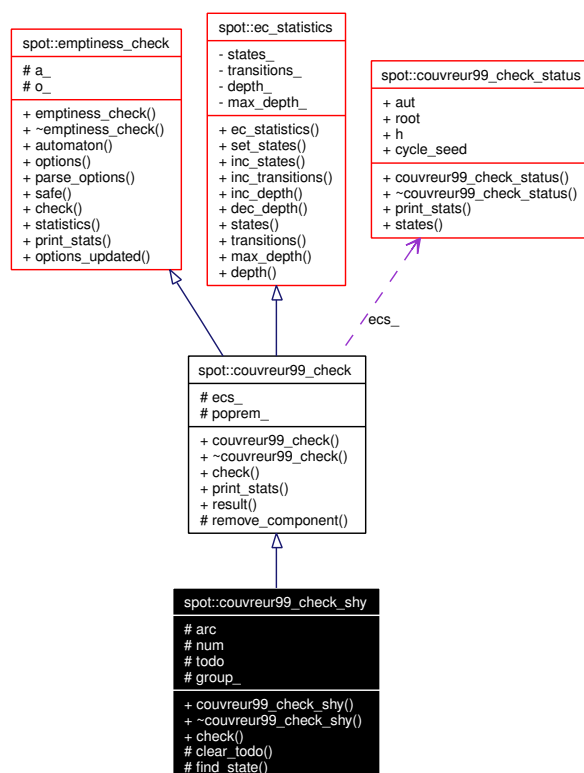 spot::emptiness_check
# a_
# o_
+ emptiness_check()
+ ~emptiness_check()
+ automaton()
+ options()
+ parse_options()
+ safe()
+ check()
+ statistics()
+ print_stats()
+ options_updated()
spot::ec_statistics
- states_
- transitions_
- depth_
- max_depth_
+ ec_statistics()
+ set_states()
+ inc_states()
+ inc_transitions()
+ inc_depth()
+ dec_depth()
+ states()
+ transitions()
+ max_depth()
+ depth()
spot::couvreur99_check_status
+ aut
+ root
+ h
+ cycle_seed
+ couvreur99_check_status()
+ ~couvreur99_check_status()
+ print_stats()
+ states()
ecs_
spot::couvreur99_check
# ecs_
# poprem_
+ couvreur99_check()
+ ~couvreur99_check()
+ check()
+ print_stats()
+ result()
# remove_component()
spot::couvreur99_check_shy
# arc
# num
# todo
# group_
+ couvreur99_check_shy()
+ ~couvreur99_check_shy()
+ check()
# clear_todo()
# find_state()